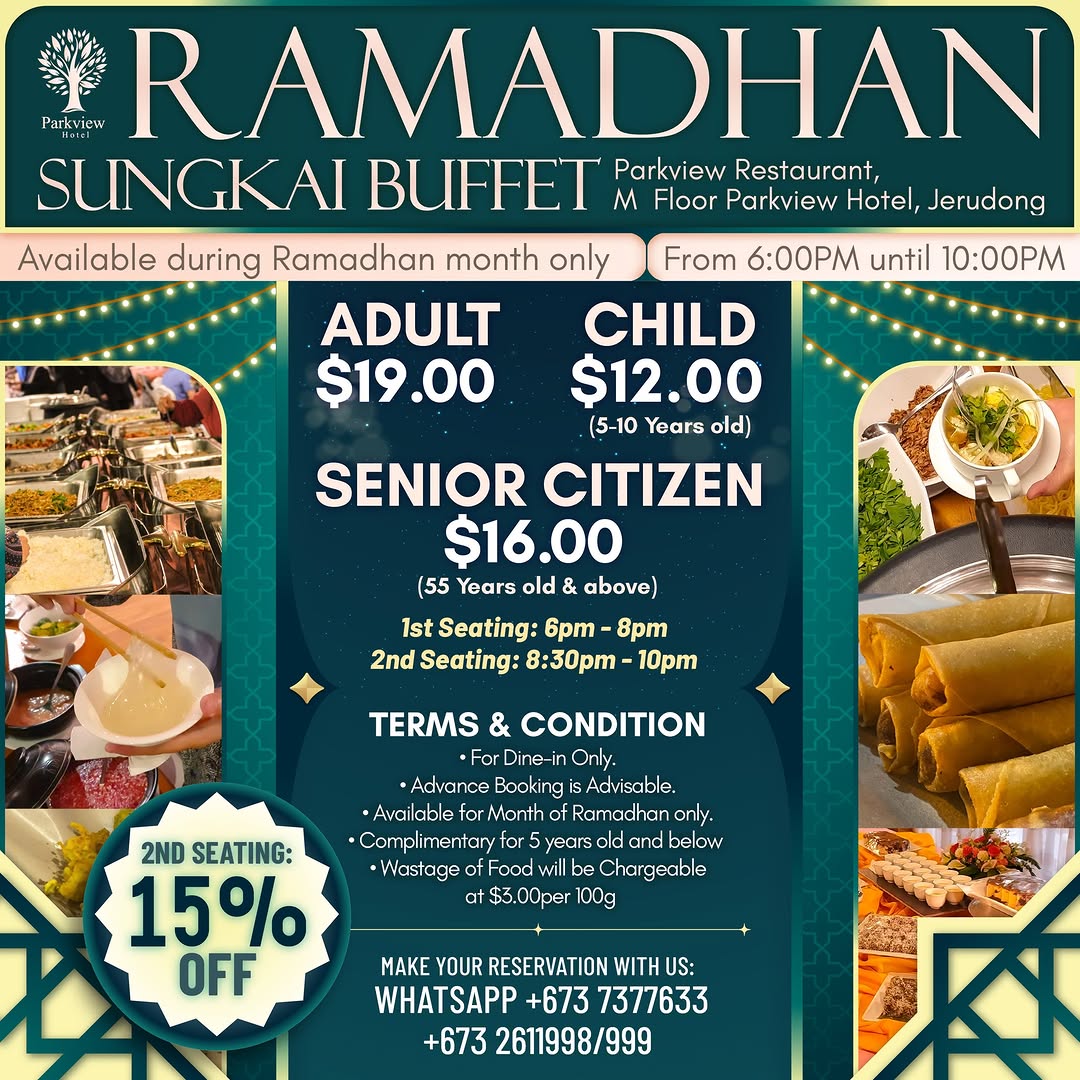 Parkview
Hotel
RAMADHAN
SUNGKAI BUFFET
Parkview Restaurant,
M Floor Parkview Hotel, Jerudong
Available during Ramadhan month only
From 6:00PM until 10:00PM
ADULT
$19.00
CHILD
$12.00
(5-10 Years old)
SENIOR CITIZEN
$16.00
(55 Years old & above)
1st Seating: 6pm - 8pm
2nd Seating: 8:30pm - 10pm
TERMS & CONDITION
• For Dine-in Only.
• Advance Booking is Advisable.
• Available for Month of Ramadhan only.
• Complimentary for 5 years old and below
• Wastage of Food will be Chargeable
at $3.00per 100g
2ND SEATING:
15%
OFF
MAKE YOUR RESERVATION WITH US:
WHATSAPP +673 7377633
+673 2611998/999